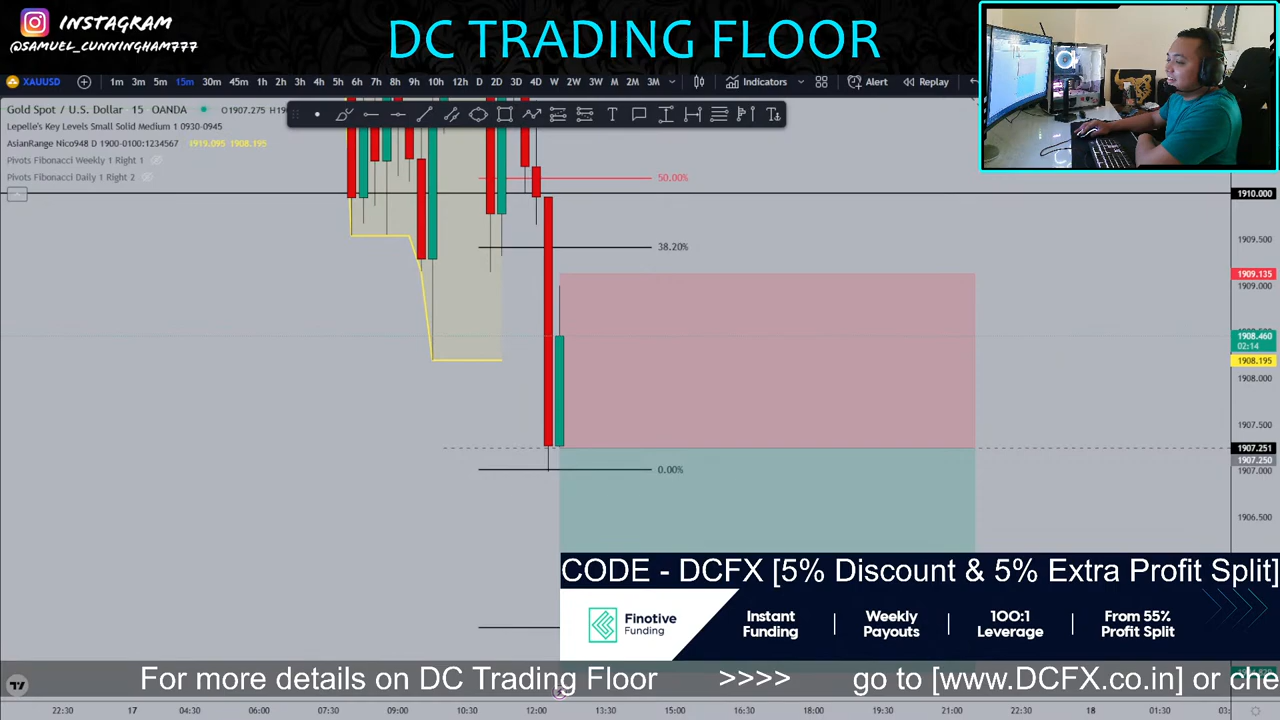 INSTAGRAM
@SAMUEL_CUNNINGHAM777
DC TRADING FLOOR
XAUUSD 1m 3m 5m 15m 30m 45m 1h 2h 3h 4h 5h 6h 7h 8h 9h 10h 12h D 2D 3D 4D W 2W 3W M 2M 3M Indicators Alert Replay
Gold Spot / U.S. Dollar 15 OANDA O1907.275
Lepelle's Key Levels Small Solid Medium 1 0930-0945
AsianRange Nico948 D 1900-0100:1234567 1919.095 1908.195
Pivots Fibonacci Weekly 1 Right 1
Pivots Fibonacci Daily 1 Right 2
50.00%
38.20%
0.00%
1910.000
1909.500
1909.135
1909.000
1908.460
02:14
1908.195
1908.000
1907.500
1907.251
1907.250
1907.000
1906.500
CODE - DCFX [5% Discount & 5% Extra Profit Split]
Finotive
Funding
Instant
Funding
Weekly
Payouts
100:1
Leverage
From 55%
Profit Split
For more details on DC Trading Floor >>>> go to [www.DCFX.co.in] or che
22:30 17 04:30 06:00 07:30 09:00 10:30 12:00 13:30 15:00 16:30 18:00 19:30 21:00 22:30 18 01:30